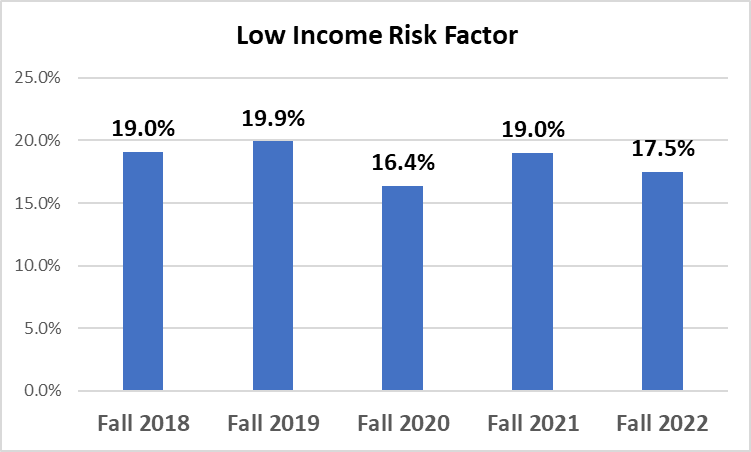 Low Income Risk Factor
25.0%
20.0%
15.0%
10.0%
5.0%
0.0%
19.0%
19.9%
16.4%
19.0%
17.5%
Fall 2018
Fall 2019
Fall 2020
Fall 2021
Fall 2022